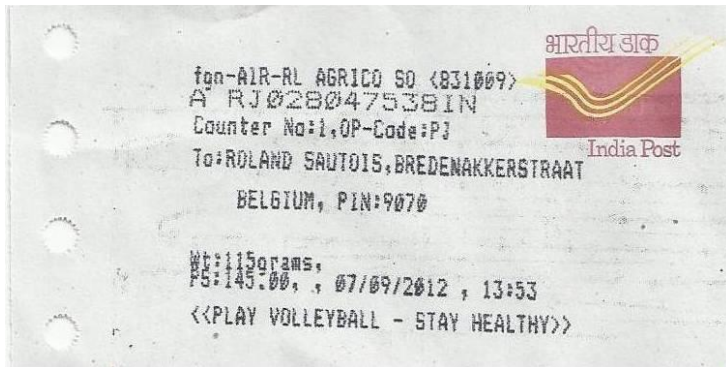 भारतीय डाक
India Post
fgn-AIR-RL AGRICO SO <831009>
A RJ028047538IN
Counter No:1,OP-Code:PJ
To:ROLAND SAUTOIS,BREDENAKKERSTRAAT
BELGIUM, PIN:9070
Wt:115grams,
PS:145.00, , 07/09/2012 , 13:53
<<PLAY VOLLEYBALL - STAY HEALTHY>>